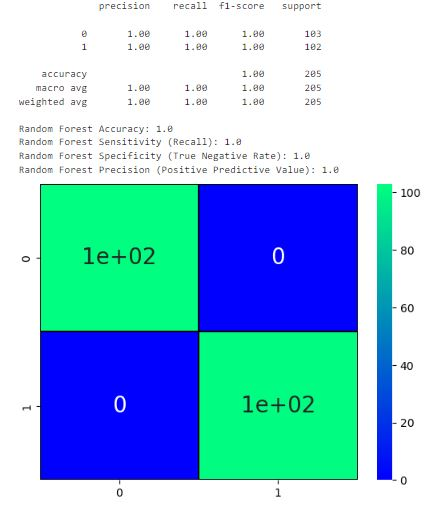 precision recall f1-score support
0 1.00 1.00 1.00 103
1 1.00 1.00 1.00 102
accuracy 1.00 205
macro avg 1.00 1.00 1.00 205
weighted avg 1.00 1.00 1.00 205
Random Forest Accuracy: 1.0
Random Forest Sensitivity (Recall): 1.0
Random Forest Specificity (True Negative Rate): 1.0
Random Forest Precision (Positive Predictive Value): 1.0
0 1e+02 0
1 0 1e+02
0 1
100
80
60
40
20
0